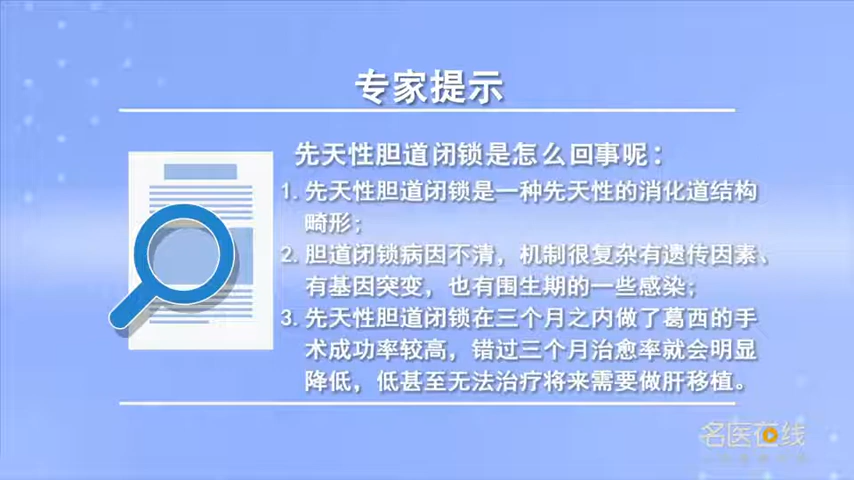 专家提示
先天性胆道闭锁是怎么回事呢：
1. 先天性胆道闭锁是一种先天性的消化道结构
畸形；
2. 胆道闭锁病因不清，机制很复杂有遗传因素、
有基因突变，也有围生期的一些感染；
3. 先天性胆道闭锁在三个月之内做了葛西的手
术成功率较高，错过三个月治愈率就会明显
降低，低甚至无法治疗将来需要做肝移植。
名医在线